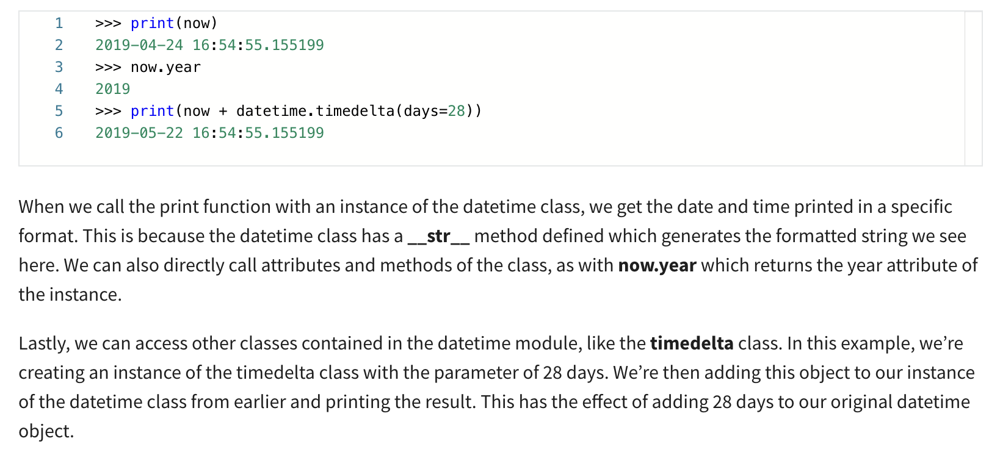 1 >>> print(now)
2 2019-04-24 16:54:55.155199
3 >>> now.year
4 2019
5 >>> print(now + datetime.timedelta(days=28))
6 2019-05-22 16:54:55.155199
When we call the print function with an instance of the datetime class, we get the date and time printed in a specific
format. This is because the datetime class has a __str__ method defined which generates the formatted string we see
here. We can also directly call attributes and methods of the class, as with now.year which returns the year attribute of
the instance.
Lastly, we can access other classes contained in the datetime module, like the timedelta class. In this example, we’re
creating an instance of the timedelta class with the parameter of 28 days. We’re then adding this object to our instance
of the datetime class from earlier and printing the result. This has the effect of adding 28 days to our original datetime
object.